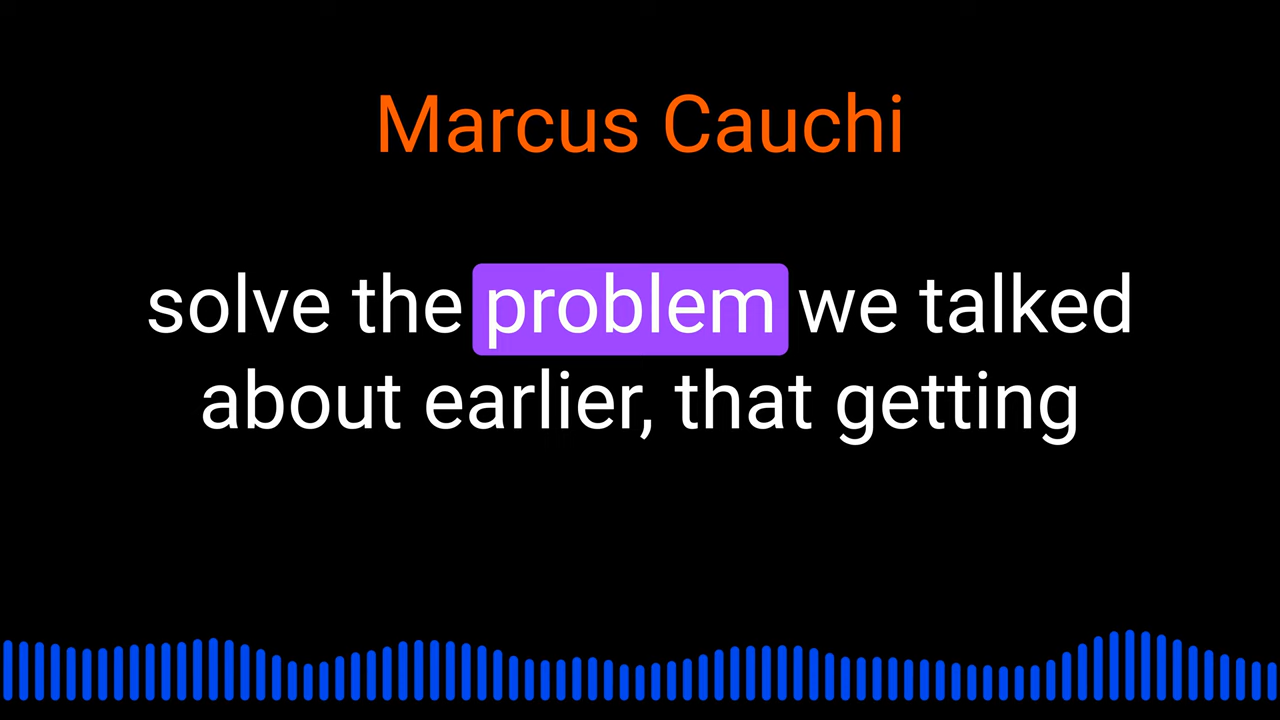 Marcus Cauchi
solve the problem we talked
about earlier, that getting